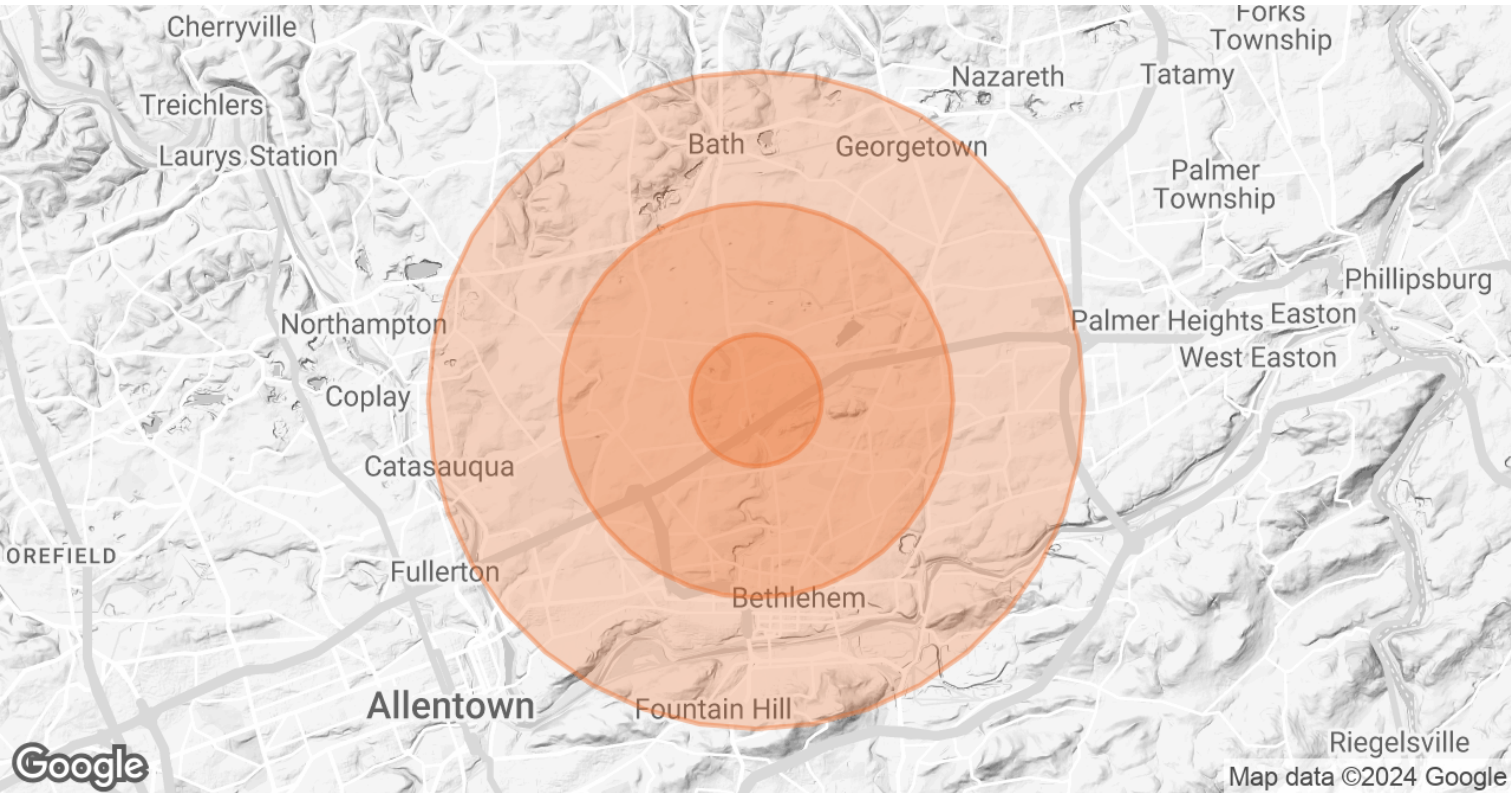 Cherryville
Forks
Township
Nazareth
Tatamy
Treichlers
Bath
Georgetown
Laurys Station
Palmer
Township
Phillipsburg
Northampton
Palmer Heights
Easton
West Easton
Coplay
Catasauqua
OREFIELD
Fullerton
Bethlehem
Allentown
Fountain Hill
Riegelsville
Google
Map data ©2024 Google